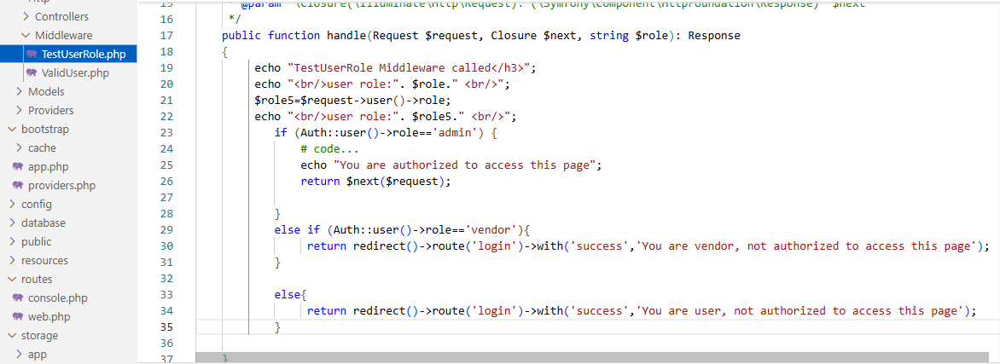 Http
Controllers
Middleware
TestUserRole.php
ValidUser.php
Models
Providers
bootstrap
cache
app.php
providers.php
config
database
public
resources
routes
console.php
web.php
storage
app
15 * @param \Closure(\Illuminate\Http\Request): (\Symfony\Component\HttpFoundation\Response) $next
16 */
17 public function handle(Request $request, Closure $next, string $role): Response
18 {
19 echo "TestUserRole Middleware called</h3>";
20 echo "<br/>user role:". $role." <br/>";
21 $role5=$request->user()->role;
22 echo "<br/>user role:". $role5." <br/>";
23 if (Auth::user()->role=='admin') {
24 # code...
25 echo "You are authorized to access this page";
26 return $next($request);
27
28 }
29 else if (Auth::user()->role=='vendor'){
30 return redirect()->route('login')->with('success','You are vendor, not authorized to access this page');
31 }
32
33 else{
34 return redirect()->route('login')->with('success','You are user, not authorized to access this page');
35 }
36
37 }